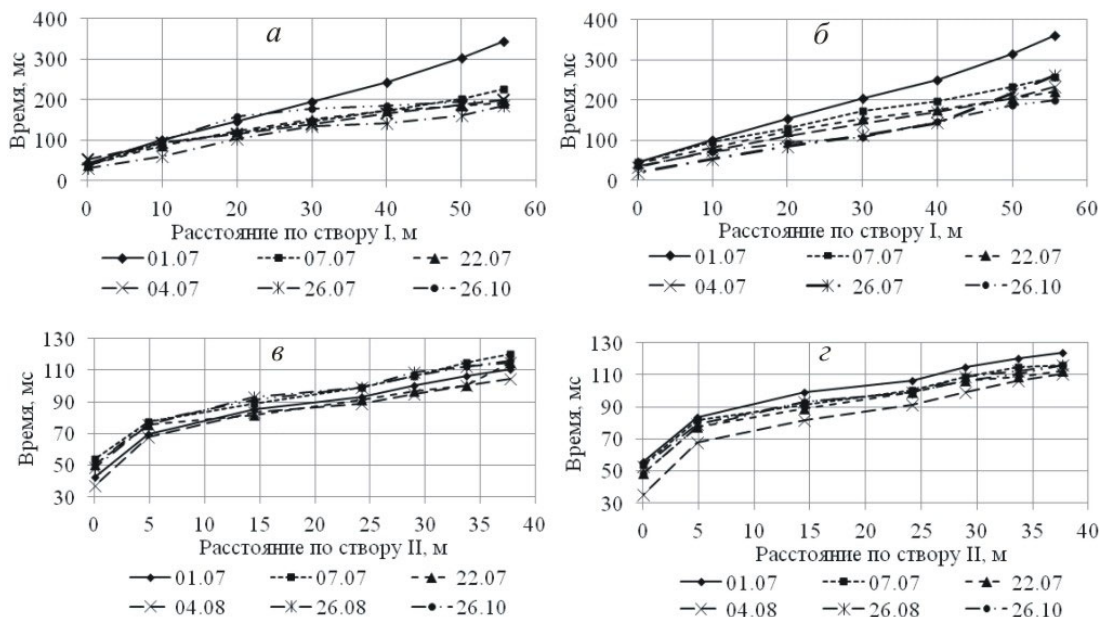 а
400
300
200
100
0
Время, мс
0 10 20 30 40 50 60
Расстояние по створу I, м
01.07 07.07 22.07
04.07 26.07 26.10
б
400
300
200
100
0
Время, мс
0 10 20 30 40 50 60
Расстояние по створу I, м
01.07 07.07 22.07
04.07 26.07 26.10
в
130
110
90
70
50
30
Время, мс
0 5 10 15 20 25 30 35 40
Расстояние по створу II, м
01.07 07.07 22.07
04.08 26.08 26.10
г
130
110
90
70
50
30
Время, мс
0 5 10 15 20 25 30 35 40
Расстояние по створу II, м
01.07 07.07 22.07
04.08 26.08 26.10